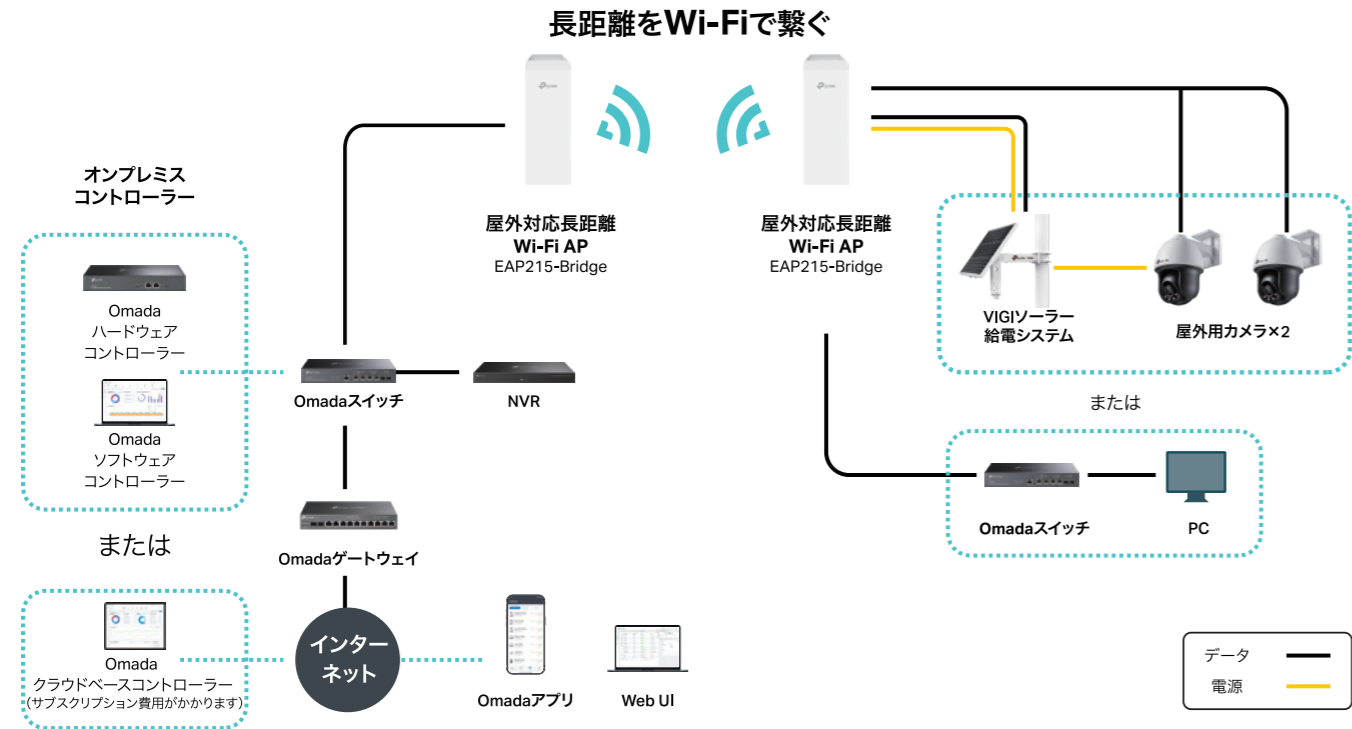 長距離をWi-Fiで繋ぐ
オンプレミス
コントローラー
Omada
ハードウェア
コントローラー
Omada
ソフトウェア
コントローラー
または
Omada
クラウドベースコントローラー
(サブスクリプション費用がかかります)
屋外対応長距離
Wi-Fi AP
EAP215-Bridge
Omadaスイッチ
NVR
Omadaゲートウェイ
インター
ネット
Omadaアプリ
Web UI
屋外対応長距離
Wi-Fi AP
EAP215-Bridge
VIGIソーラー
給電システム
屋外用カメラ×2
または
Omadaスイッチ
PC
データ
電源